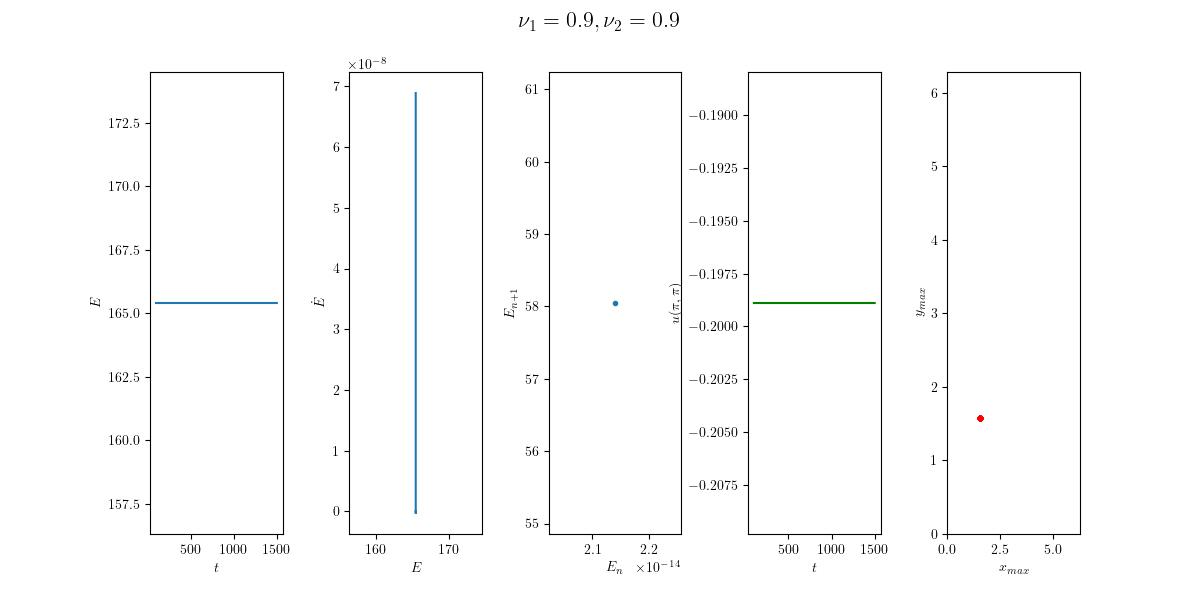 ν₁ = 0.9, ν₂ = 0.9
172.5
170.0
167.5
165.0
162.5
160.0
157.5
E
500 1000 1500
t
×10⁻⁸
7
6
5
4
3
2
1
0
Ė
160 170
E
61
60
59
58
57
56
55
Eₙ₊₁
2.1 2.2
Eₙ ×10⁻¹⁴
−0.1900
−0.1925
−0.1950
−0.1975
−0.2000
−0.2025
−0.2050
−0.2075
u(π, π)
500 1000 1500
t
6
5
4
3
2
1
0
y_max
0.0 2.5 5.0
x_max